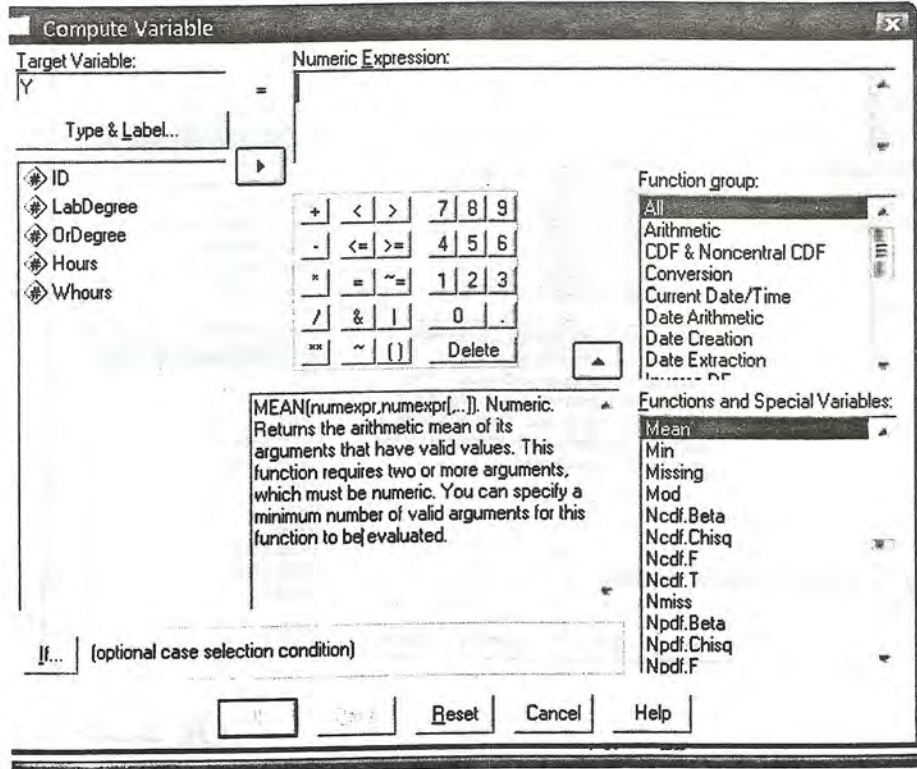 Compute Variable
Target Variable:
Numeric Expression:
Y
=
Type & Label...
ID
LabDegree
OrDegree
Hours
Whours
+ < > 7 8 9
- <= >= 4 5 6
* = ~= 1 2 3
/ & | 0 .
** ~ () Delete
Function group:
All
Arithmetic
CDF & Noncentral CDF
Conversion
Current Date/Time
Date Arithmetic
Date Creation
Date Extraction
MEAN(numexpr,numexpr[,...]). Numeric.
Returns the arithmetic mean of its
arguments that have valid values. This
function requires two or more arguments,
which must be numeric. You can specify a
minimum number of valid arguments for this
function to be evaluated.
Functions and Special Variables:
Mean
Min
Missing
Mod
Ncdf.Beta
Ncdf.Chisq
Ncdf.F
Ncdf.T
Nmiss
Npdf.Beta
Npdf.Chisq
Npdf.F
If... (optional case selection condition)
Reset Cancel Help